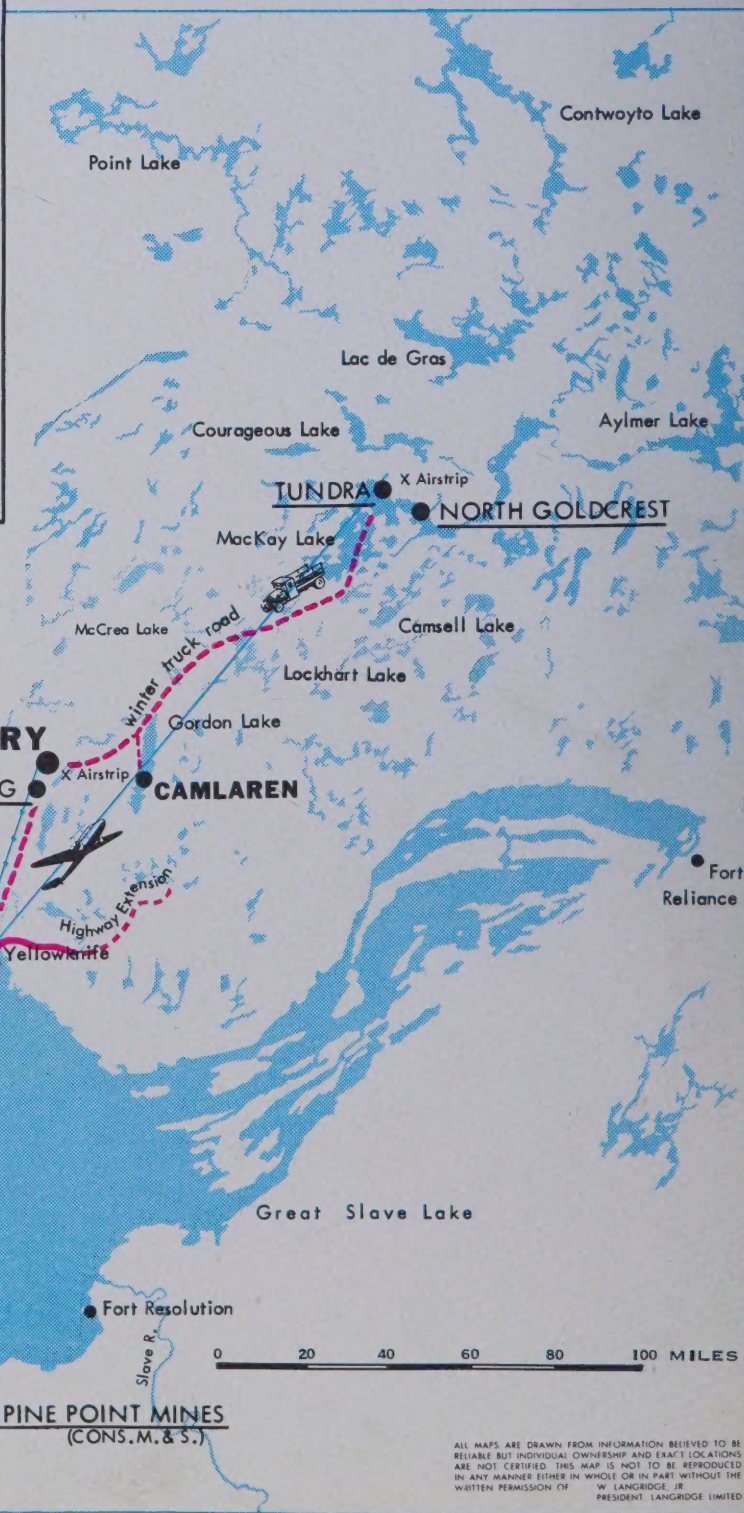 Contwoyto Lake
Point Lake
Lac de Gras
Aylmer Lake
Courageous Lake
X Airstrip
TUNDRA
NORTH GOLDCREST
MacKay Lake
winter truck road
McCrea Lake
Camsell Lake
Lockhart Lake
Gordon Lake
RY
X Airstrip
G
CAMLAREN
Fort
Reliance
Highway Extension
Yellowknife
Great Slave Lake
Fort Resolution
Slave R.
0 20 40 60 80 100 MILES
PINE POINT MINES
(CONS. M. & S.)
ALL MAPS ARE DRAWN FROM INFORMATION BELIEVED TO BE
RELIABLE BUT INDIVIDUAL OWNERSHIP AND EXACT LOCATIONS
ARE NOT CERTIFIED THIS MAP IS NOT TO BE REPRODUCED
IN ANY MANNER EITHER IN WHOLE OR IN PART WITHOUT THE
WRITTEN PERMISSION OF W. LANGRIDGE, JR.
PRESIDENT, LANGRIDGE LIMITED